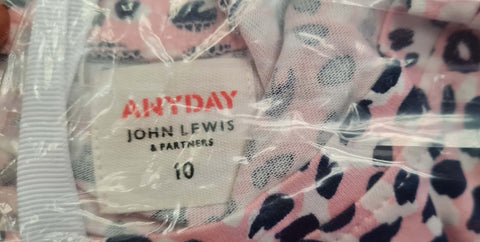 ANYDAY
JOHN LEWIS
& PARTNERS
10